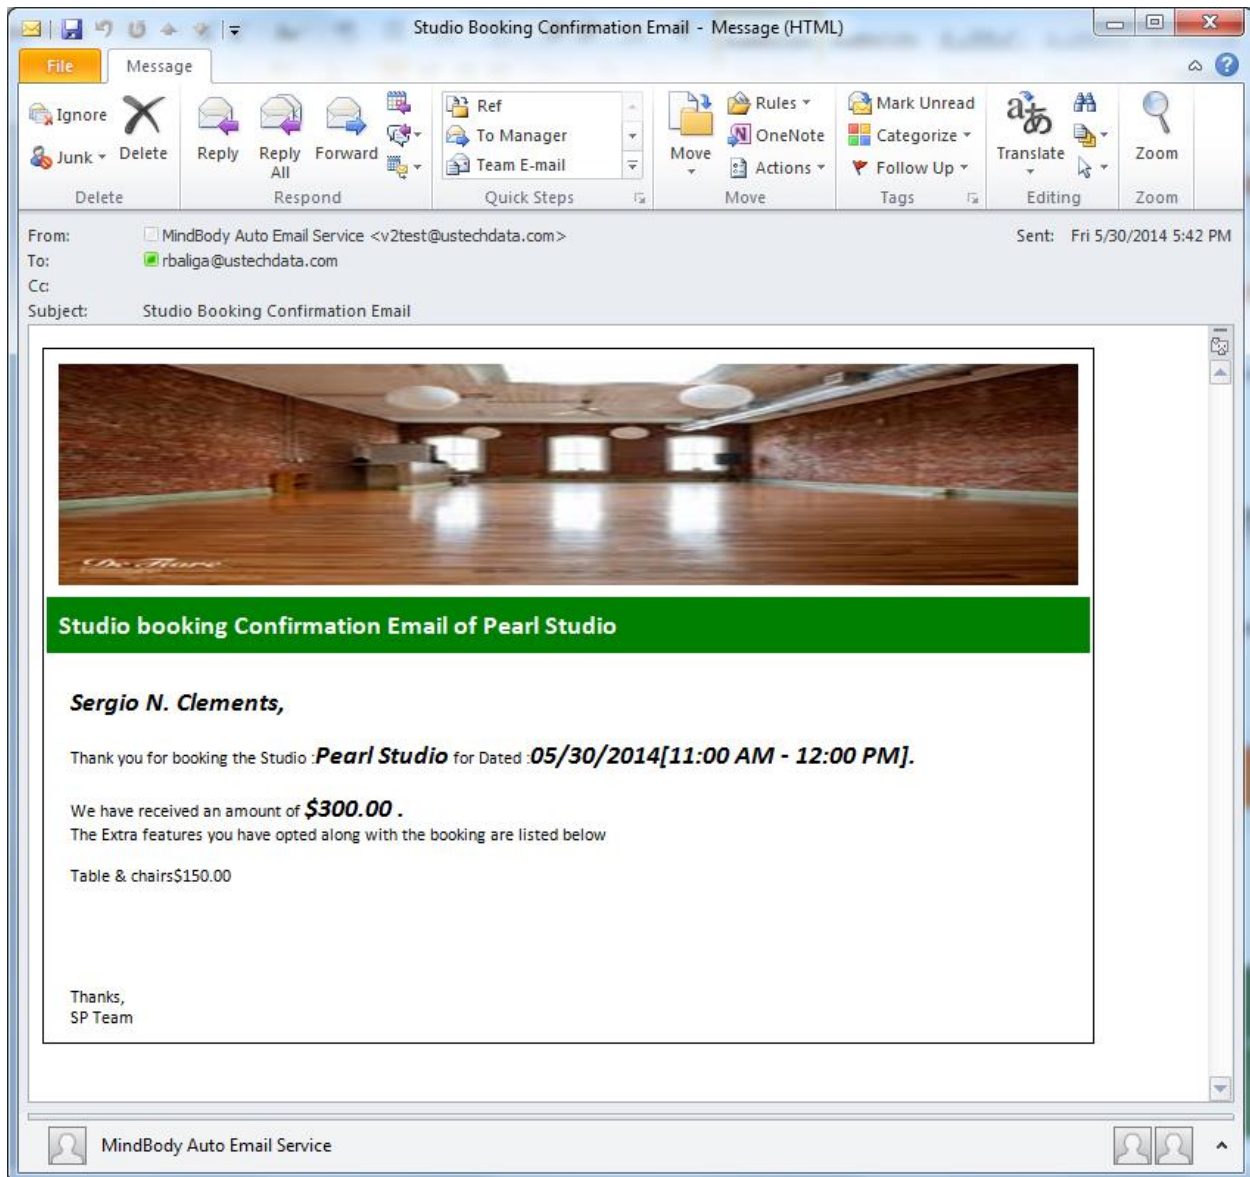 Studio Booking Confirmation Email - Message (HTML)
File Message
Ignore
Junk
Delete
Reply
Reply All
Forward
Ref
To Manager
Team E-mail
Move
Rules
OneNote
Actions
Mark Unread
Categorize
Follow Up
Translate
Zoom
Delete Respond Quick Steps Move Tags Editing Zoom
From: MindBody Auto Email Service <v2test@ustechdata.com> Sent: Fri 5/30/2014 5:42 PM
To: rbaliga@ustechdata.com
Cc:
Subject: Studio Booking Confirmation Email
Studio booking Confirmation Email of Pearl Studio
Sergio N. Clements,
Thank you for booking the Studio :Pearl Studio for Dated :05/30/2014[11:00 AM - 12:00 PM].
We have received an amount of $300.00 .
The Extra features you have opted along with the booking are listed below
Table & chairs$150.00
Thanks,
SP Team
MindBody Auto Email Service